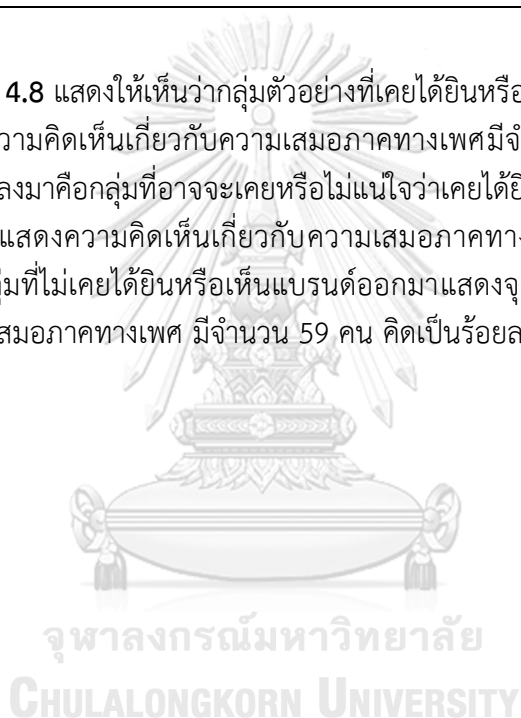 4.8 แสดงให้เห็นว่ากลุ่มตัวอย่างที่เคยได้ยินหรือ
ความคิดเห็นเกี่ยวกับความเสมอภาคทางเพศมีจำ
ลงมาคือกลุ่มที่อาจจะเคยหรือไม่แน่ใจว่าเคยได้ยิ
แสดงความคิดเห็นเกี่ยวกับความเสมอภาคทาง
ที่ไม่เคยได้ยินหรือเห็นแบรนด์ออกมาแสดงจุ
สมอภาคทางเพศ มีจำนวน 59 คน คิดเป็นร้อยล
จุฬาลงกรณ์มหาวิทยาลัย
CHULALONGKORN UNIVERSITY